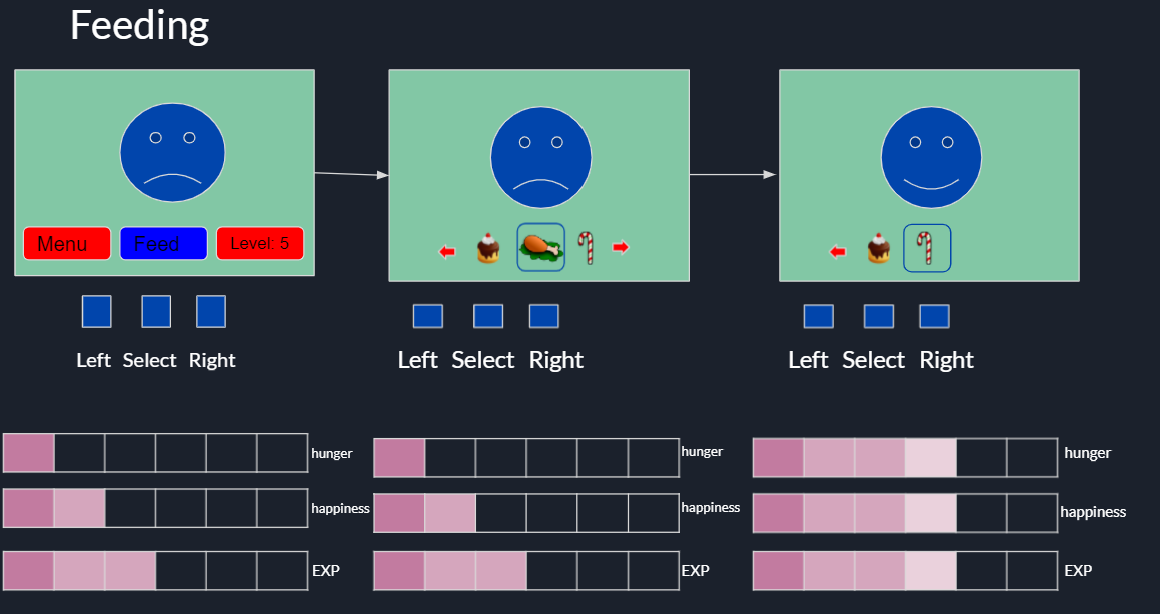 Feeding
Menu Feed Level: 5
Left Select Right
Left Select Right
Left Select Right
hunger
happiness
EXP
hunger
happiness
EXP
hunger
happiness
EXP